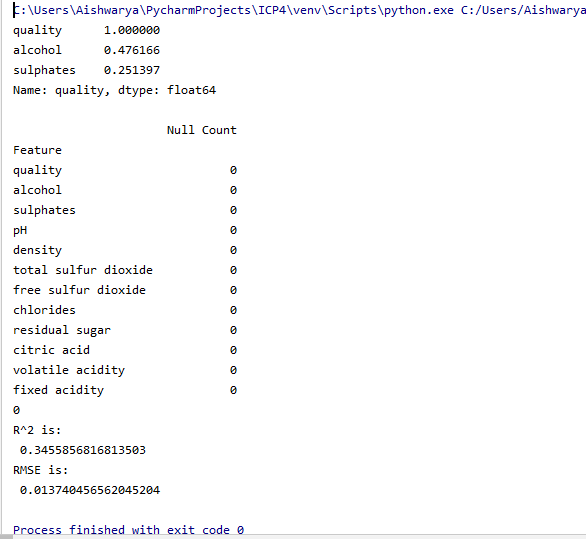 C:\Users\Aishwarya\PycharmProjects\ICP4\venv\Scripts\python.exe C:/Users/Aishwarya
quality      1.000000
alcohol      0.476166
sulphates    0.251397
Name: quality, dtype: float64
                      Null Count
Feature
quality                        0
alcohol                        0
sulphates                      0
pH                             0
density                        0
total sulfur dioxide           0
free sulfur dioxide            0
chlorides                      0
residual sugar                 0
citric acid                    0
volatile acidity               0
fixed acidity                  0
0
R^2 is:
 0.3455856816813503
RMSE is:
 0.013740456562045204
Process finished with exit code 0